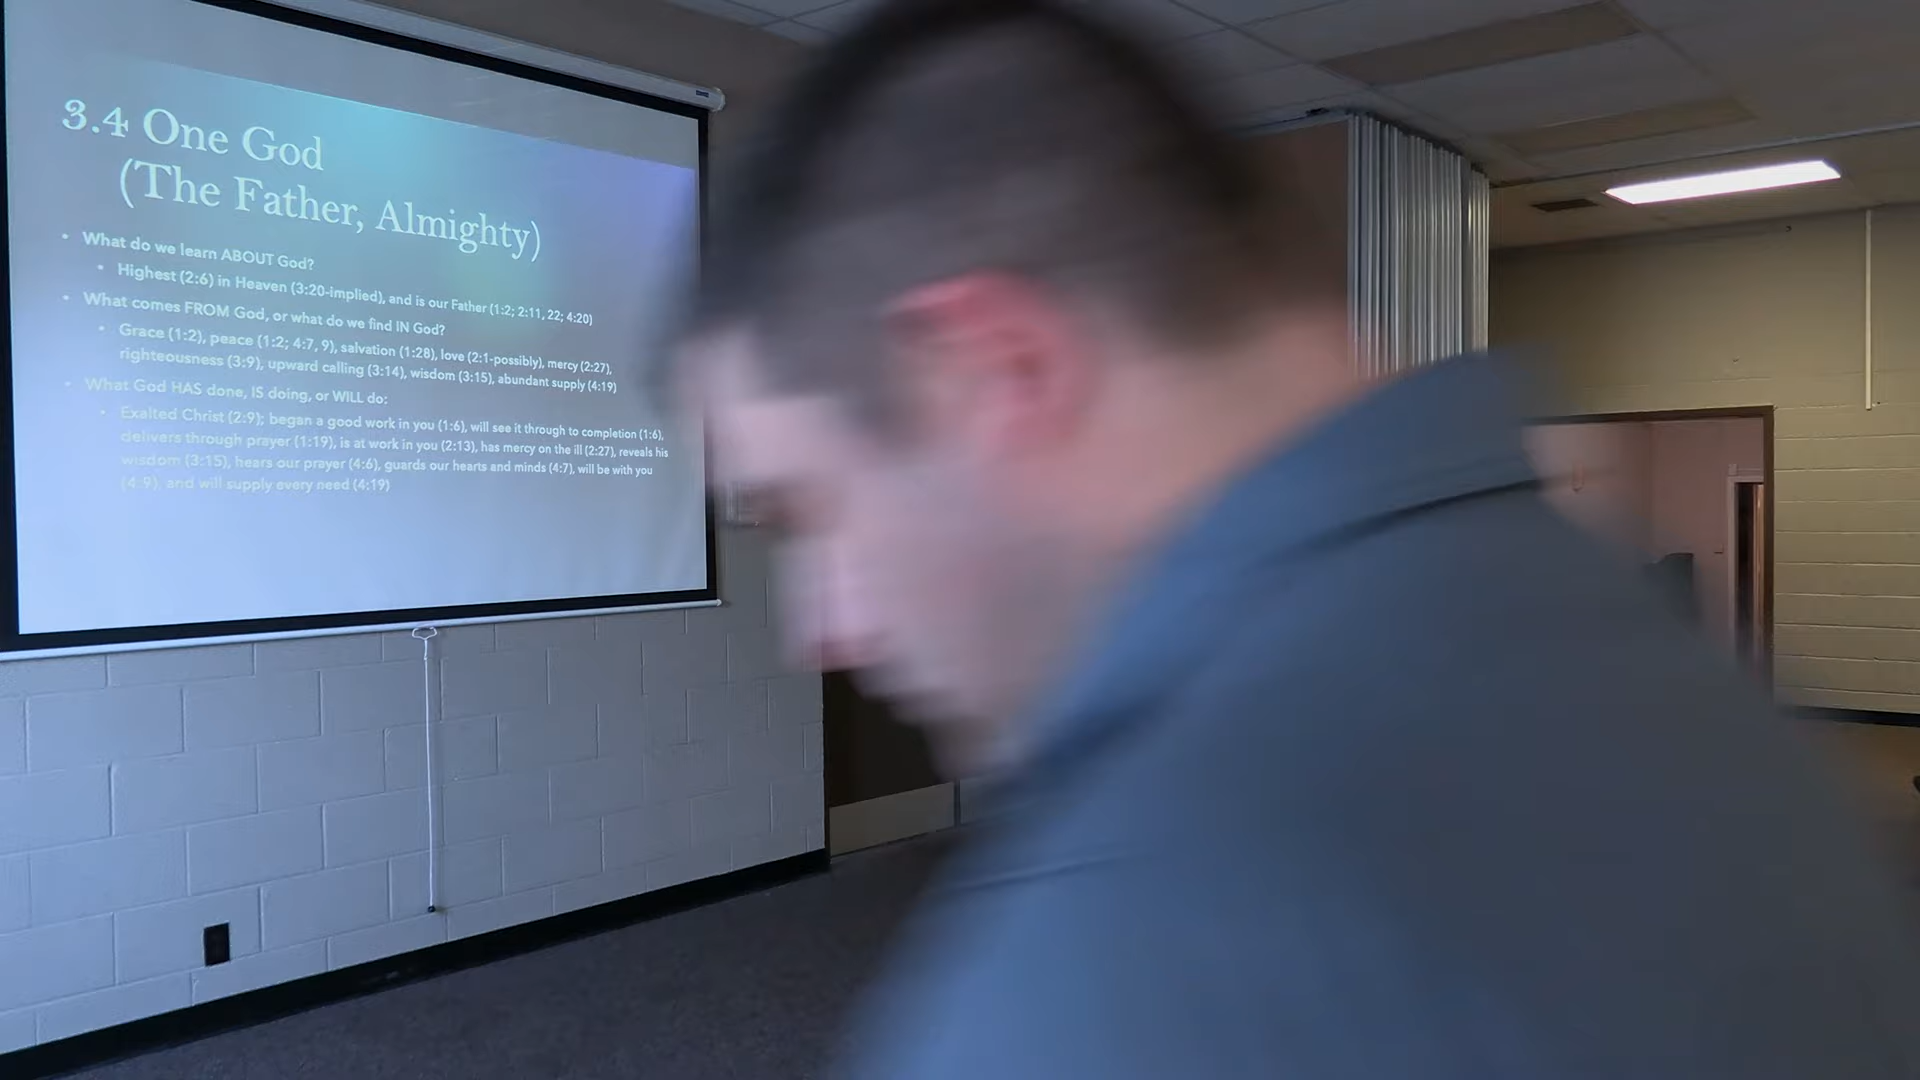 3.4 One God
(The Father, Almighty)
• What do we learn ABOUT God?
• Highest (2:6) in Heaven (3:20-implied), and is our Father (1:2; 2:11, 22; 4:20)
• What comes FROM God, or what do we find IN God?
• Grace (1:2), peace (1:2; 4:7, 9), salvation (1:28), love (2:1-possibly), mercy (2:27),
righteousness (3:9), upward calling (3:14), wisdom (3:15), abundant supply (4:19)
• What God HAS done, IS doing, or WILL do:
• Exalted Christ (2:9); began a good work in you (1:6), will see it through to completion (1:6),
delivers through prayer (1:19), is at work in you (2:13), has mercy on the ill (2:27), reveals his
wisdom (3:15), hears our prayer (4:6), guards our hearts and minds (4:7), will be with you
(4:9), and will supply every need (4:19)